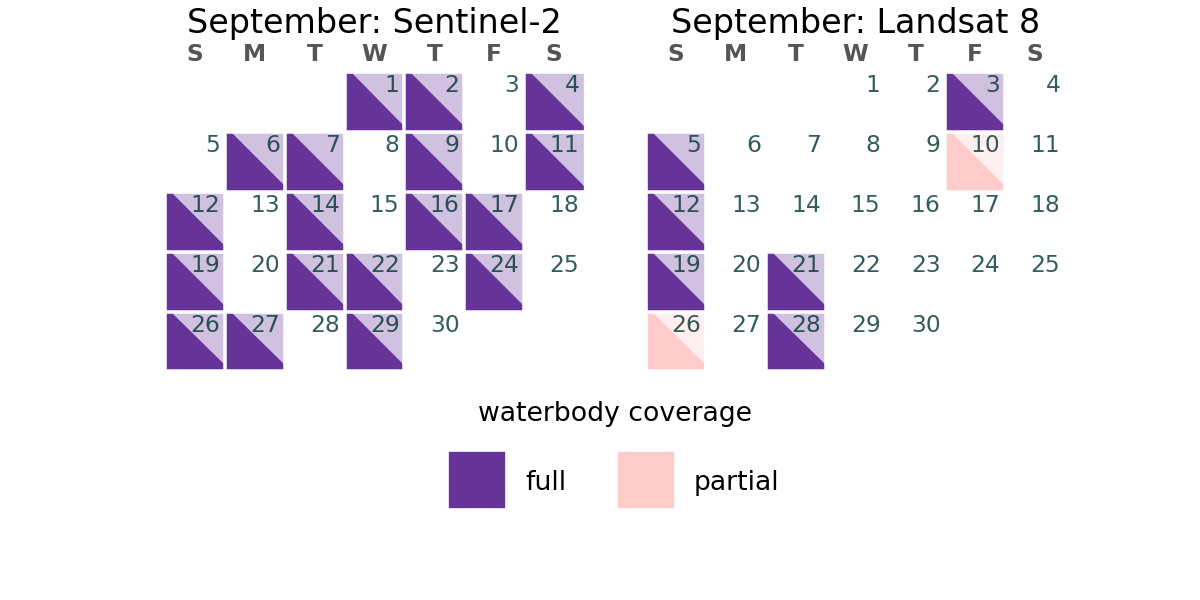 September: Sentinel-2
S M T W T F S
1 2 3 4
5 6 7 8 9 10 11
12 13 14 15 16 17 18
19 20 21 22 23 24 25
26 27 28 29 30
September: Landsat 8
S M T W T F S
1 2 3 4
5 6 7 8 9 10 11
12 13 14 15 16 17 18
19 20 21 22 23 24 25
26 27 28 29 30
waterbody coverage
full partial